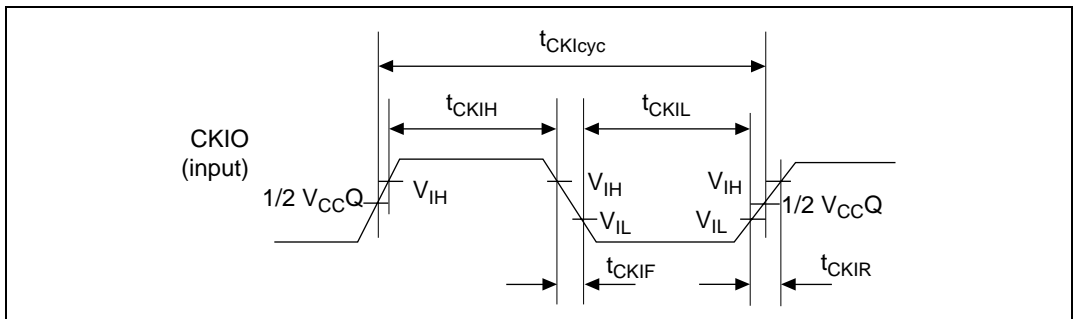 tCKIcyc
tCKIH
tCKIL
CKIO
(input)
1/2 VCCQ
VIH
VIH
VIL
VIH
VIL
1/2 VCCQ
tCKIF
tCKIR